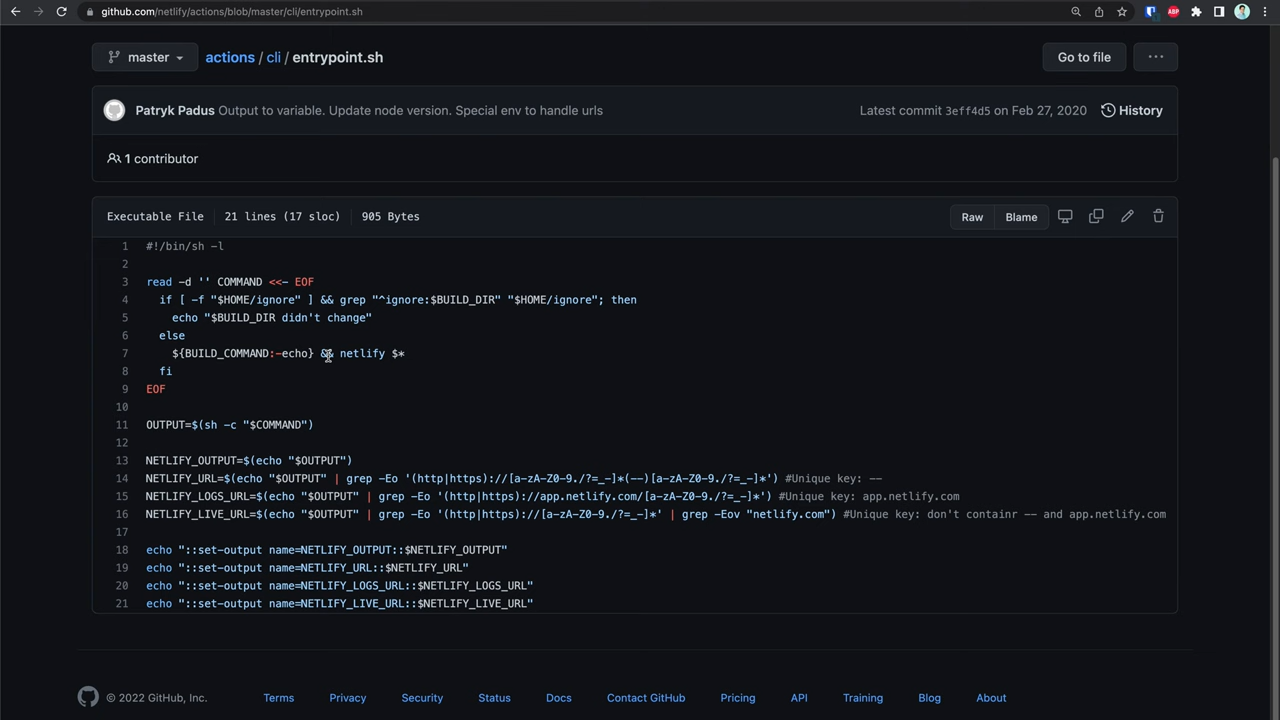 github.com/netlify/actions/blob/master/cli/entrypoint.sh
master actions / cli / entrypoint.sh Go to file ...
Patryk Padus Output to variable. Update node version. Special env to handle urls Latest commit 3eff4d5 on Feb 27, 2020 History
1 contributor
Executable File 21 lines (17 sloc) 905 Bytes Raw Blame
1 #!/bin/sh -l
2
3 read -d '' COMMAND <<- EOF
4 if [ -f "$HOME/ignore" ] && grep "^ignore:$BUILD_DIR" "$HOME/ignore"; then
5 echo "$BUILD_DIR didn't change"
6 else
7 ${BUILD_COMMAND:-echo} && netlify $*
8 fi
9 EOF
10
11 OUTPUT=$(sh -c "$COMMAND")
12
13 NETLIFY_OUTPUT=$(echo "$OUTPUT")
14 NETLIFY_URL=$(echo "$OUTPUT" | grep -Eo '(http|https)://[a-zA-Z0-9./?=_-]*(--)[a-zA-Z0-9./?=_-]*') #Unique key: --
15 NETLIFY_LOGS_URL=$(echo "$OUTPUT" | grep -Eo '(http|https)://app.netlify.com/[a-zA-Z0-9./?=_-]*') #Unique key: app.netlify.com
16 NETLIFY_LIVE_URL=$(echo "$OUTPUT" | grep -Eo '(http|https)://[a-zA-Z0-9./?=_-]*' | grep -Eov "netlify.com") #Unique key: don't containr -- and app.netlify.com
17
18 echo "::set-output name=NETLIFY_OUTPUT::$NETLIFY_OUTPUT"
19 echo "::set-output name=NETLIFY_URL::$NETLIFY_URL"
20 echo "::set-output name=NETLIFY_LOGS_URL::$NETLIFY_LOGS_URL"
21 echo "::set-output name=NETLIFY_LIVE_URL::$NETLIFY_LIVE_URL"
© 2022 GitHub, Inc. Terms Privacy Security Status Docs Contact GitHub Pricing API Training Blog About